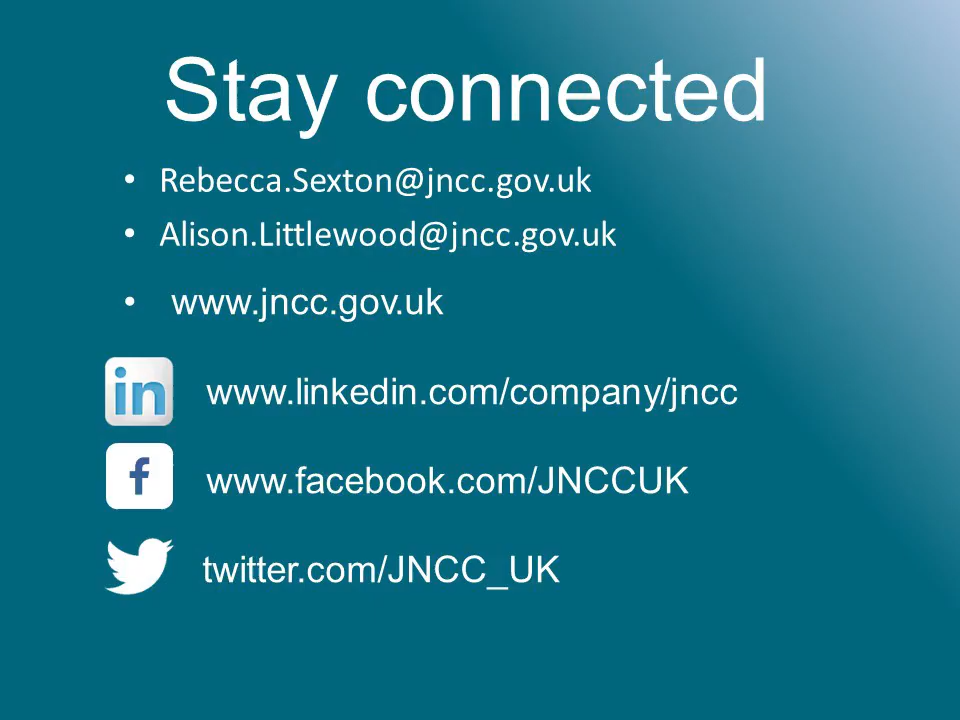 Stay connected
• Rebecca.Sexton@jncc.gov.uk
• Alison.Littlewood@jncc.gov.uk
• www.jncc.gov.uk
in www.linkedin.com/company/jncc
f www.facebook.com/JNCCUK
twitter.com/JNCC_UK